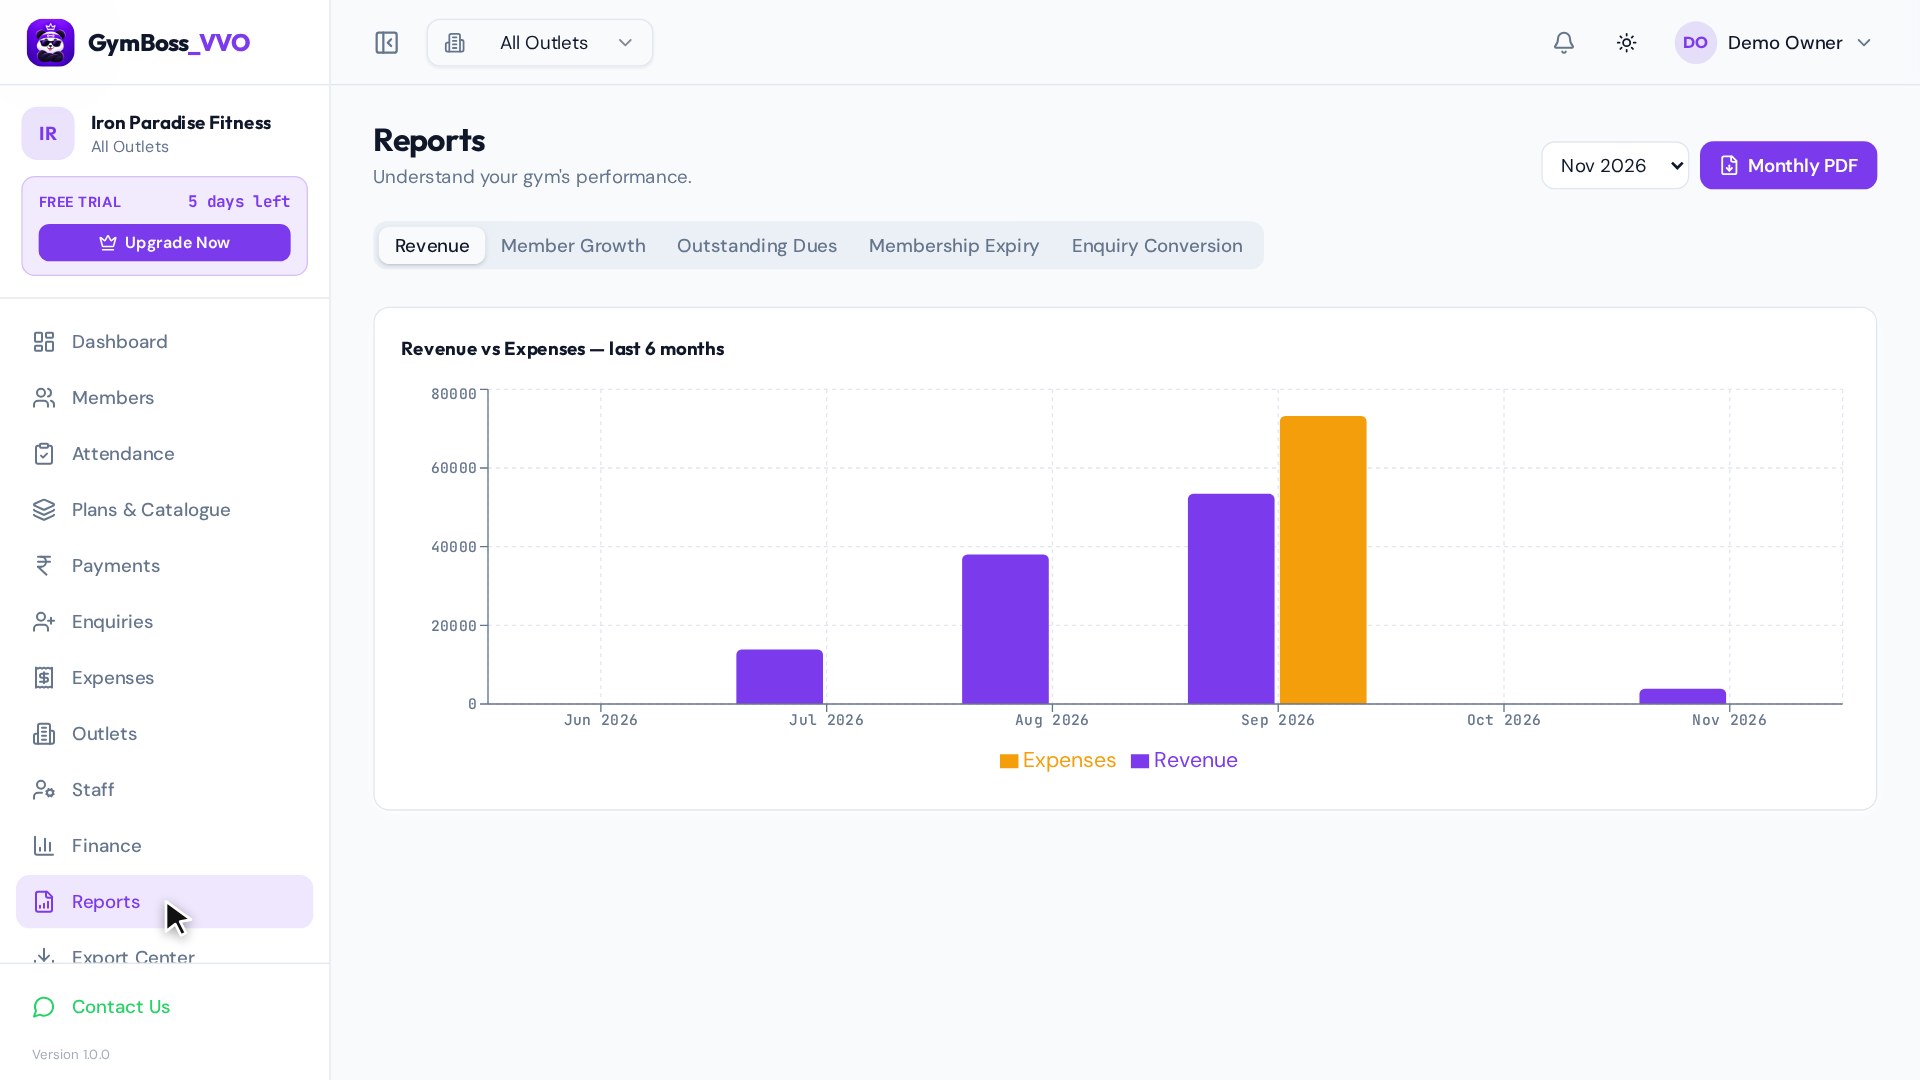 GymBoss_VVO
All Outlets
DO Demo Owner
IR
Iron Paradise Fitness
All Outlets
FREE TRIAL 5 days left
Upgrade Now
Dashboard
Members
Attendance
Plans & Catalogue
Payments
Enquiries
Expenses
Outlets
Staff
Finance
Reports
Export Center
Contact Us
Version 1.0.0
Reports
Understand your gym's performance.
Nov 2026
Monthly PDF
Revenue Member Growth Outstanding Dues Membership Expiry Enquiry Conversion
Revenue vs Expenses — last 6 months
80000
60000
40000
20000
0
Jun 2026 Jul 2026 Aug 2026 Sep 2026 Oct 2026 Nov 2026
Expenses Revenue